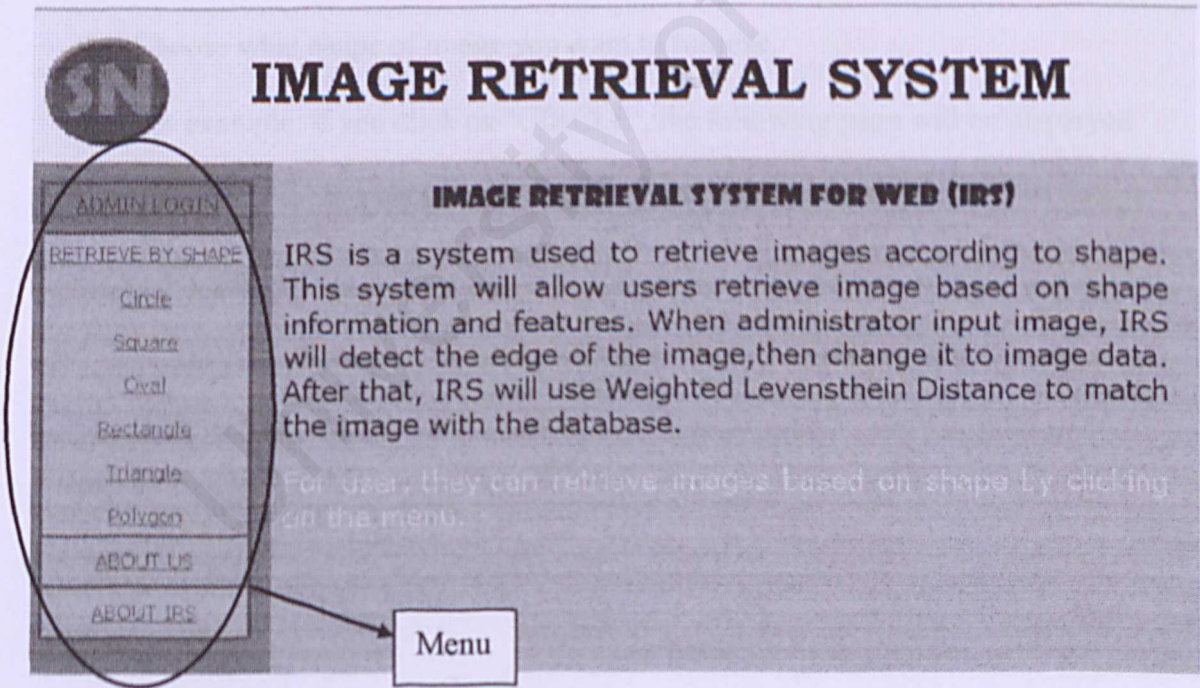 SN
IMAGE RETRIEVAL SYSTEM
ADMIN LOGIN
RETRIEVE BY SHAPE
Circle
Square
Oval
Rectangle
Triangle
Polygon
ABOUT US
ABOUT IRS
IMAGE RETRIEVAL SYSTEM FOR WEB (IRS)
IRS is a system used to retrieve images according to shape.
This system will allow users retrieve image based on shape
information and features. When administrator input image, IRS
will detect the edge of the image,then change it to image data.
After that, IRS will use Weighted Levensthein Distance to match
the image with the database.
For user, they can retrieve images based on shape by clicking
on the menu.
Menu